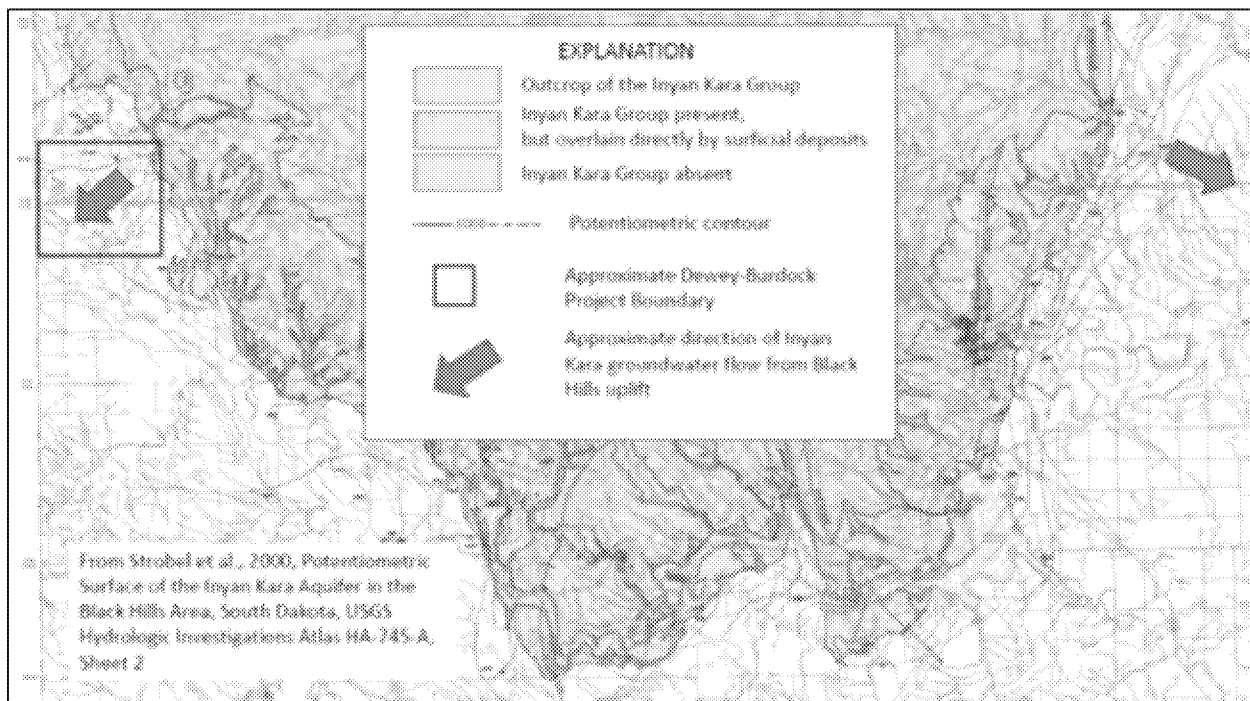 EXPLANATION
Outcrop of the Inyan Kara Group
Inyan Kara Group present,
but overlain directly by surficial deposits
Inyan Kara Group absent
Potentiometric contour
Approximate Dewey-Burdock
Project Boundary
Approximate direction of Inyan
Kara groundwater flow from Black
Hills uplift
From Strobel et al., 2000, Potentiometric
Surface of the Inyan Kara Aquifer in the
Black Hills Area, South Dakota, USGS
Hydrologic Investigations Atlas HA-745-A,
Sheet 2